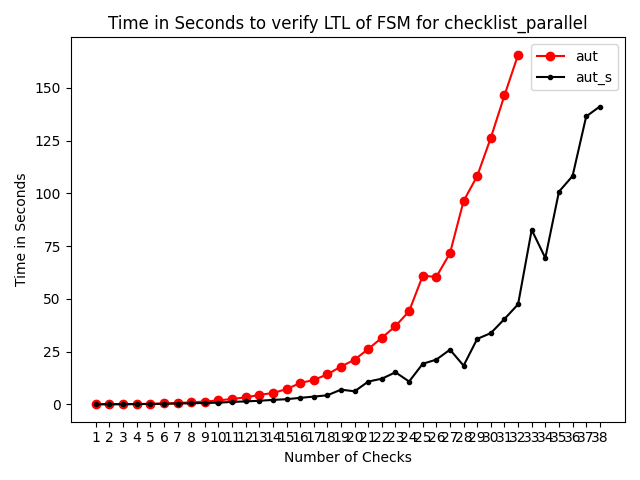 Time in Seconds to verify LTL of FSM for checklist_parallel
aut
aut_s
Time in Seconds
150
125
100
75
50
25
0
1 2 3 4 5 6 7 8 9 10 11 12 13 14 15 16 17 18 19 20 21 22 23 24 25 26 27 28 29 30 31 32 33 34 35 36 37 38
Number of Checks